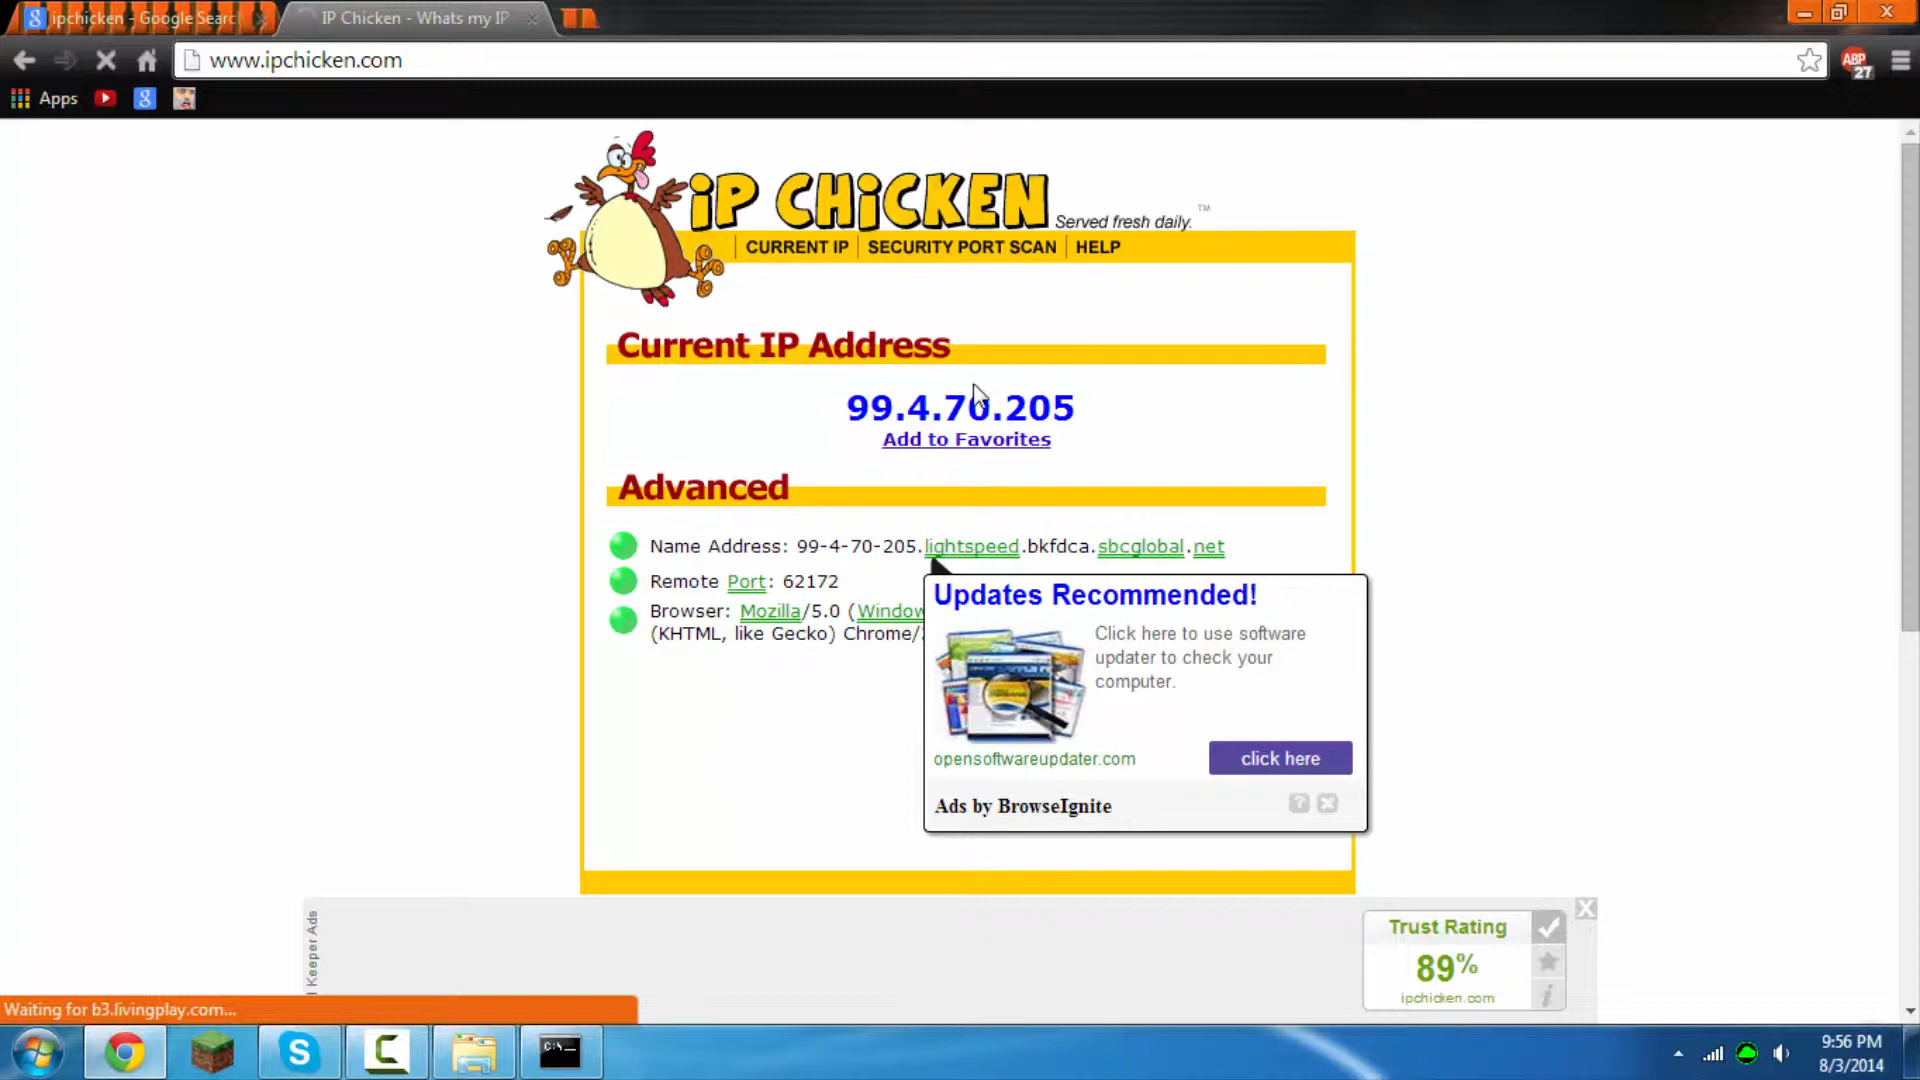 ipchicken - Google Searc
IP Chicken - Whats my IP
www.ipchicken.com
ABP
27
Apps
iP CHiCKEN
Served fresh daily.
TM
CURRENT IP | SECURITY PORT SCAN | HELP
Current IP Address
99.4.70.205
Add to Favorites
Advanced
Name Address: 99-4-70-205.lightspeed.bkfdca.sbcglobal.net
Remote Port: 62172
Browser: Mozilla/5.0 (Window
(KHTML, like Gecko) Chrome/
Updates Recommended!
Click here to use software
updater to check your
computer.
opensoftwareupdater.com
click here
Ads by BrowseIgnite
Keeper Ads
Trust Rating
89%
ipchicken.com
Waiting for b3.livingplay.com...
C:\
9:56 PM
8/3/2014